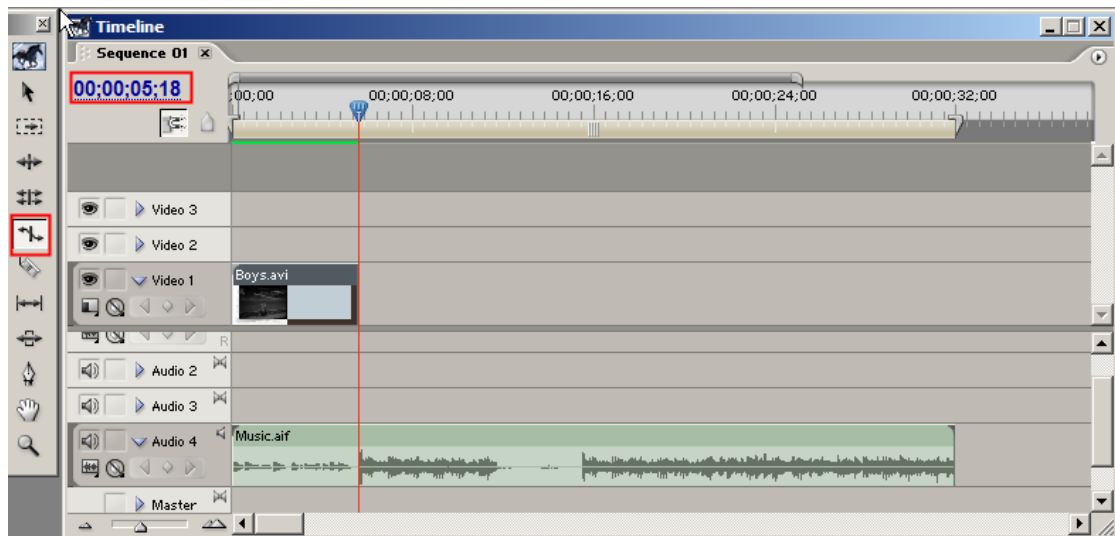 Timeline
Sequence 01
00;00;05;18
;00;00 00;00;08;00 00;00;16;00 00;00;24;00 00;00;32;00
Video 3
Video 2
Video 1
Boys.avi
R
Audio 2
Audio 3
Audio 4
Music.aif
Master